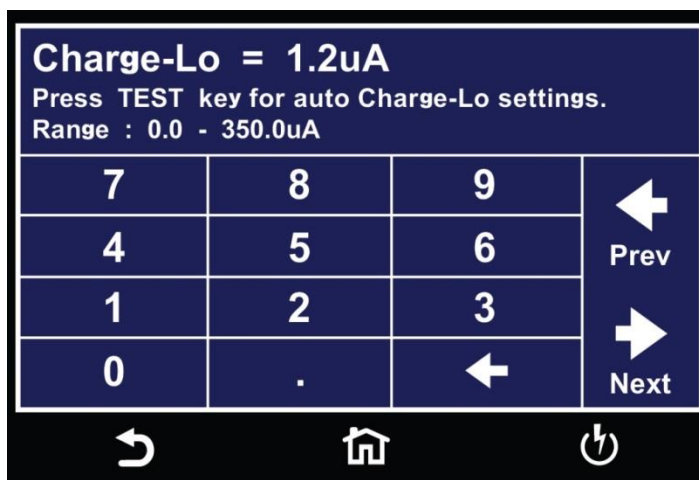 Charge-Lo = 1.2uA
Press TEST key for auto Charge-Lo settings.
Range : 0.0 - 350.0uA
7 8 9
4 5 6
Prev
1 2 3
0 .
Next